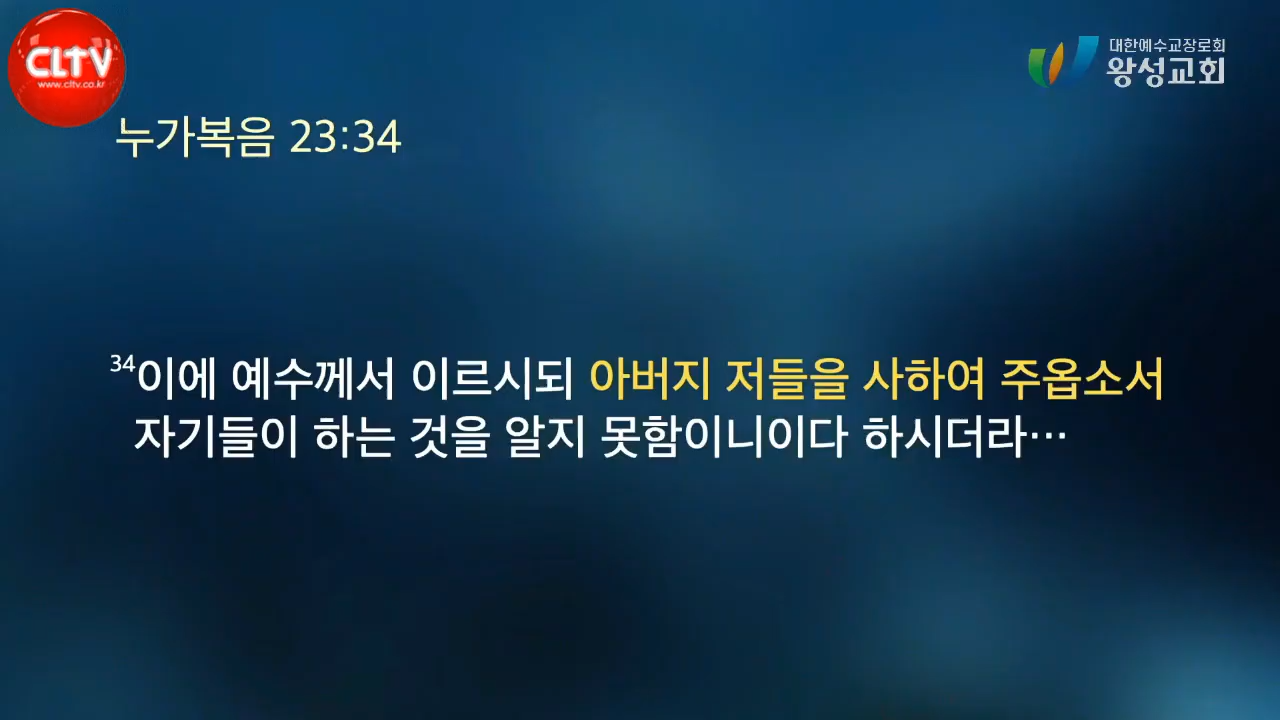 CLTV
www.cltv.co.kr
대한예수교장로회
왕성교회
누가복음 23:34
34이에 예수께서 이르시되 아버지 저들을 사하여 주옵소서
자기들이 하는 것을 알지 못함이니이다 하시더라…